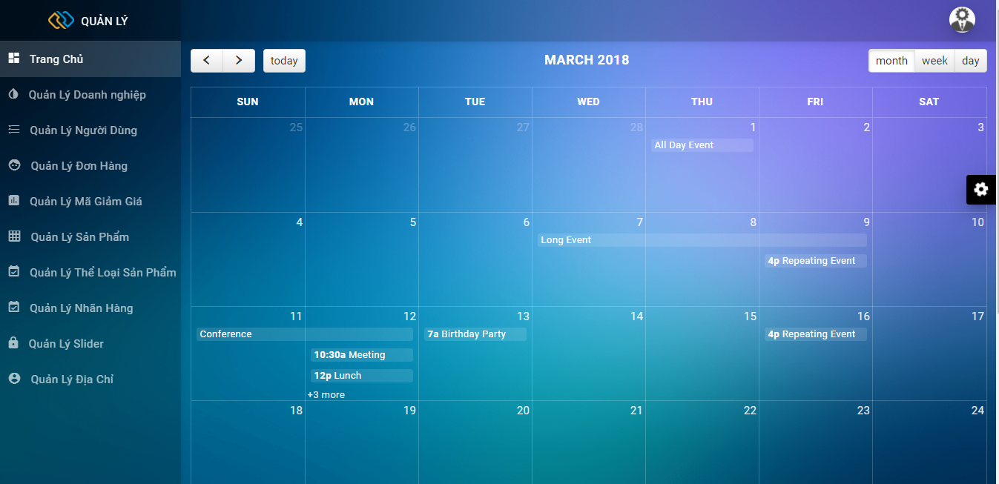 QUẢN LÝ
Trang Chủ
Quản Lý Doanh nghiệp
Quản Lý Người Dùng
Quản Lý Đơn Hàng
Quản Lý Mã Giảm Giá
Quản Lý Sản Phẩm
Quản Lý Thể Loại Sản Phẩm
Quản Lý Nhãn Hàng
Quản Lý Slider
Quản Lý Địa Chỉ
today MARCH 2018 month week day
SUN MON TUE WED THU FRI SAT
25 26 27 28 1 2 3
All Day Event
4 5 6 7 8 9 10
Long Event
4p Repeating Event
11 12 13 14 15 16 17
Conference 7a Birthday Party 4p Repeating Event
10:30a Meeting
12p Lunch
+3 more
18 19 20 21 22 23 24